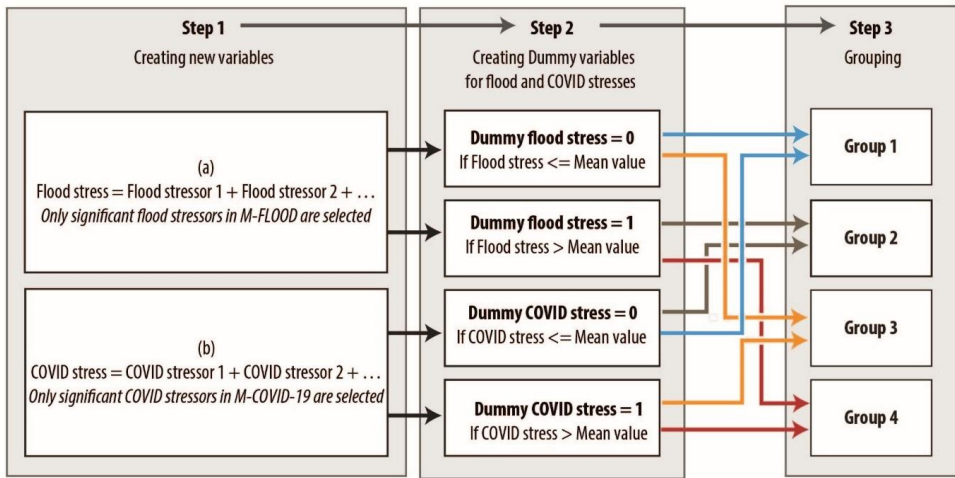 Step 1
Creating new variables
(a)
Flood stress = Flood stressor 1 + Flood stressor 2 + …
Only significant flood stressors in M-FLOOD are selected
(b)
COVID stress = COVID stressor 1 + COVID stressor 2 + …
Only significant COVID stressors in M-COVID-19 are selected
Step 2
Creating Dummy variables
for flood and COVID stresses
Dummy flood stress = 0
If Flood stress <= Mean value
Dummy flood stress = 1
If Flood stress > Mean value
Dummy COVID stress = 0
If COVID stress <= Mean value
Dummy COVID stress = 1
If COVID stress > Mean value
Step 3
Grouping
Group 1
Group 2
Group 3
Group 4